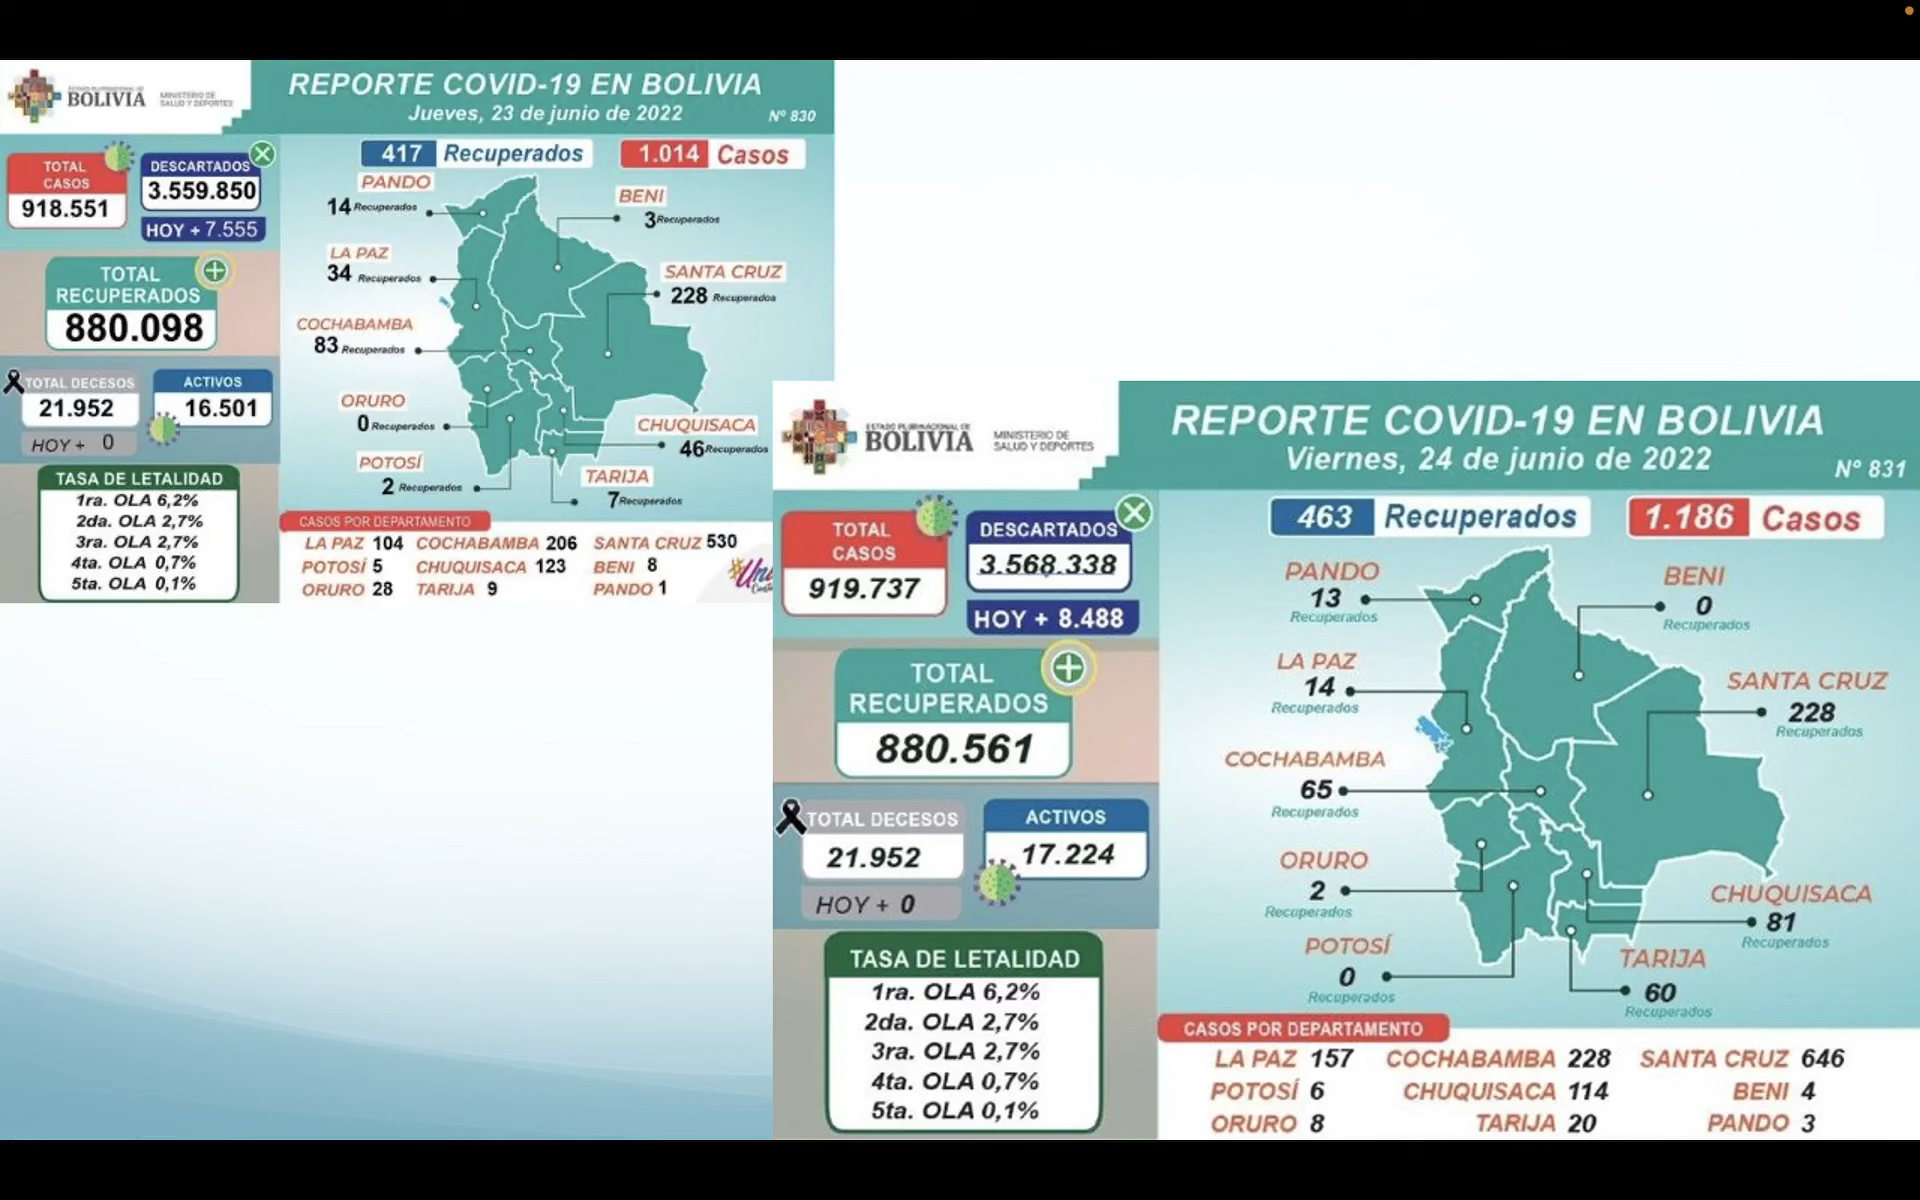 ESTADO PLURINACIONAL DE
BOLIVIA
MINISTERIO DE
SALUD Y DEPORTES
REPORTE COVID-19 EN BOLIVIA
Jueves, 23 de junio de 2022
Nº 830
TOTAL
CASOS
918.551
DESCARTADOS
3.559.850
HOY + 7.555
TOTAL
RECUPERADOS
880.098
TOTAL DECESOS
21.952
HOY + 0
ACTIVOS
16.501
TASA DE LETALIDAD
1ra. OLA 6,2%
2da. OLA 2,7%
3ra. OLA 2,7%
4ta. OLA 0,7%
5ta. OLA 0,1%
417 Recuperados
1.014 Casos
PANDO
14 Recuperados
BENI
3 Recuperados
LA PAZ
34 Recuperados
SANTA CRUZ
228 Recuperados
COCHABAMBA
83 Recuperados
ORURO
0 Recuperados
CHUQUISACA
46 Recuperados
POTOSÍ
2 Recuperados
TARIJA
7 Recuperados
CASOS POR DEPARTAMENTO
LA PAZ 104 COCHABAMBA 206 SANTA CRUZ 530
POTOSÍ 5 CHUQUISACA 123 BENI 8
ORURO 28 TARIJA 9 PANDO 1
ESTADO PLURINACIONAL DE
BOLIVIA
MINISTERIO DE
SALUD Y DEPORTES
REPORTE COVID-19 EN BOLIVIA
Viernes, 24 de junio de 2022
Nº 831
TOTAL
CASOS
919.737
DESCARTADOS
3.568.338
HOY + 8.488
TOTAL
RECUPERADOS
880.561
TOTAL DECESOS
21.952
HOY + 0
ACTIVOS
17.224
TASA DE LETALIDAD
1ra. OLA 6,2%
2da. OLA 2,7%
3ra. OLA 2,7%
4ta. OLA 0,7%
5ta. OLA 0,1%
463 Recuperados
1.186 Casos
PANDO
13
Recuperados
BENI
0
Recuperados
LA PAZ
14
Recuperados
SANTA CRUZ
228
Recuperados
COCHABAMBA
65
Recuperados
ORURO
2
Recuperados
CHUQUISACA
81
Recuperados
POTOSÍ
0
Recuperados
TARIJA
60
Recuperados
CASOS POR DEPARTAMENTO
LA PAZ 157 COCHABAMBA 228 SANTA CRUZ 646
POTOSÍ 6 CHUQUISACA 114 BENI 4
ORURO 8 TARIJA 20 PANDO 3